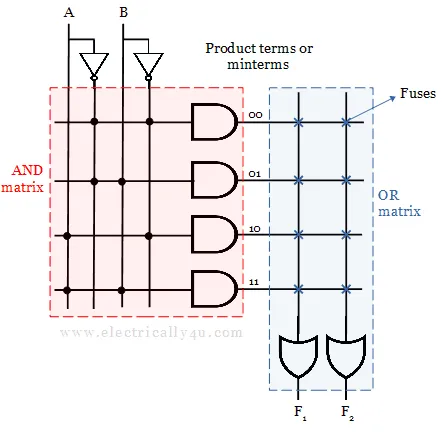 A B
Product terms or
minterms
Fuses
00
AND
matrix
01
OR
matrix
10
11
www.electrically4u.com
F1 F2